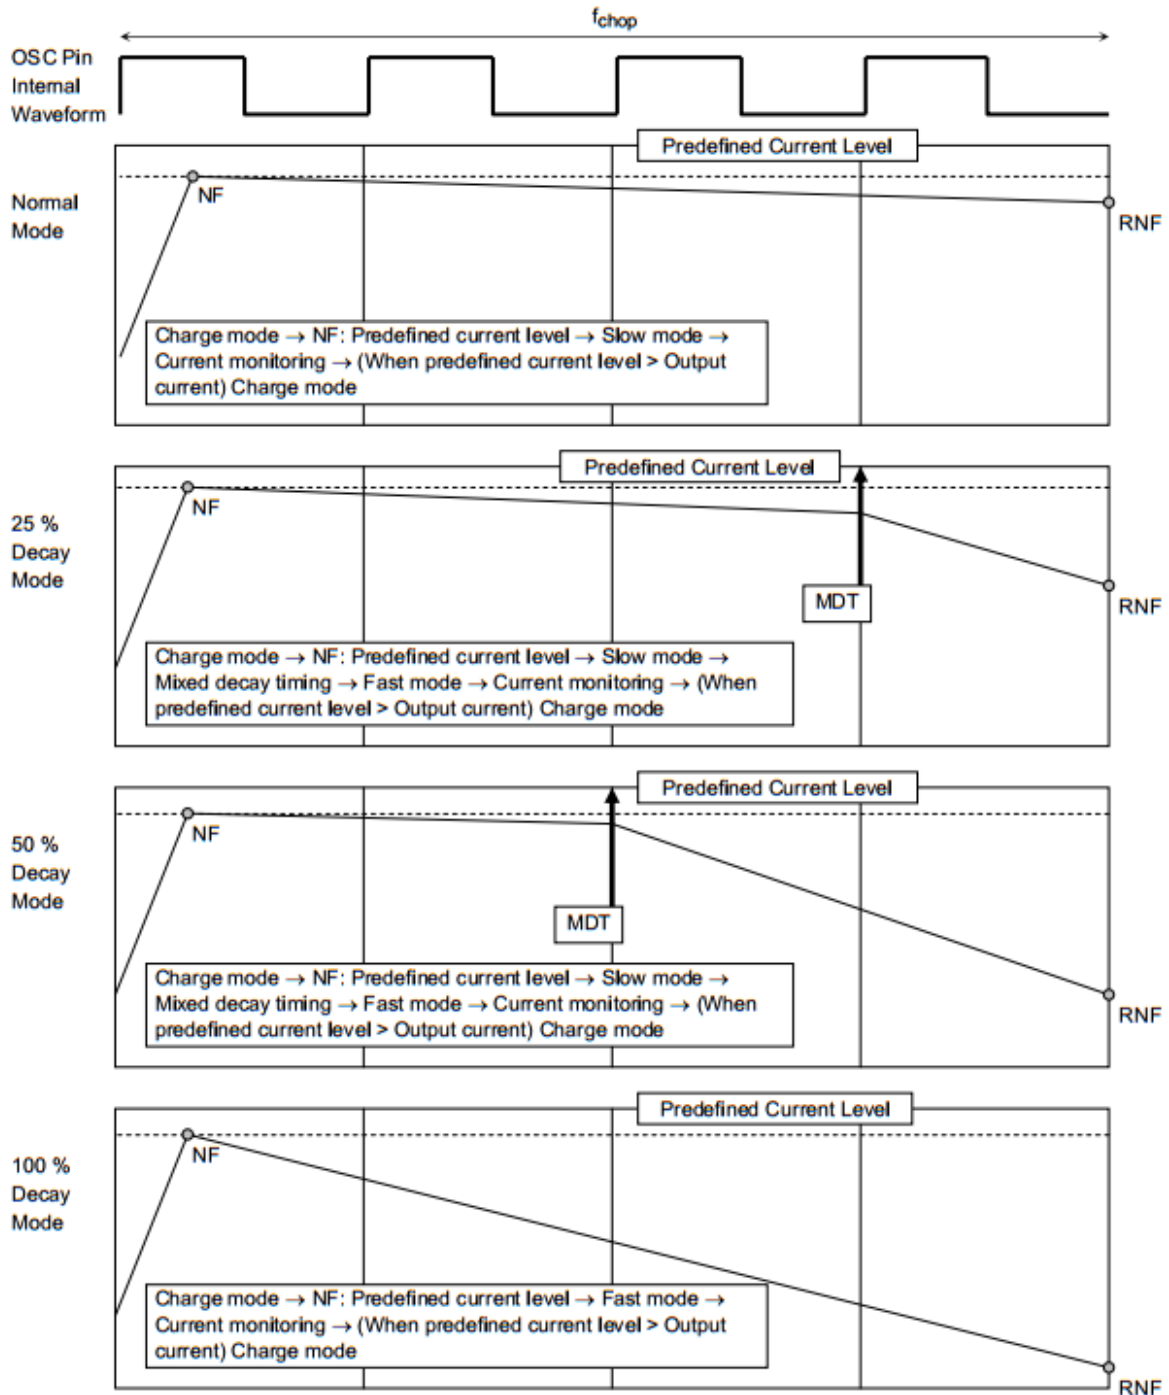 fchop
OSC Pin
Internal
Waveform
Predefined Current Level
NF
Normal
Mode
RNF
Charge mode → NF: Predefined current level → Slow mode →
Current monitoring → (When predefined current level > Output
current) Charge mode
Predefined Current Level
NF
25 %
Decay
Mode
MDT
RNF
Charge mode → NF: Predefined current level → Slow mode →
Mixed decay timing → Fast mode → Current monitoring → (When
predefined current level > Output current) Charge mode
Predefined Current Level
NF
50 %
Decay
Mode
MDT
RNF
Charge mode → NF: Predefined current level → Slow mode →
Mixed decay timing → Fast mode → Current monitoring → (When
predefined current level > Output current) Charge mode
Predefined Current Level
NF
100 %
Decay
Mode
Charge mode → NF: Predefined current level → Fast mode →
Current monitoring → (When predefined current level > Output
current) Charge mode
RNF